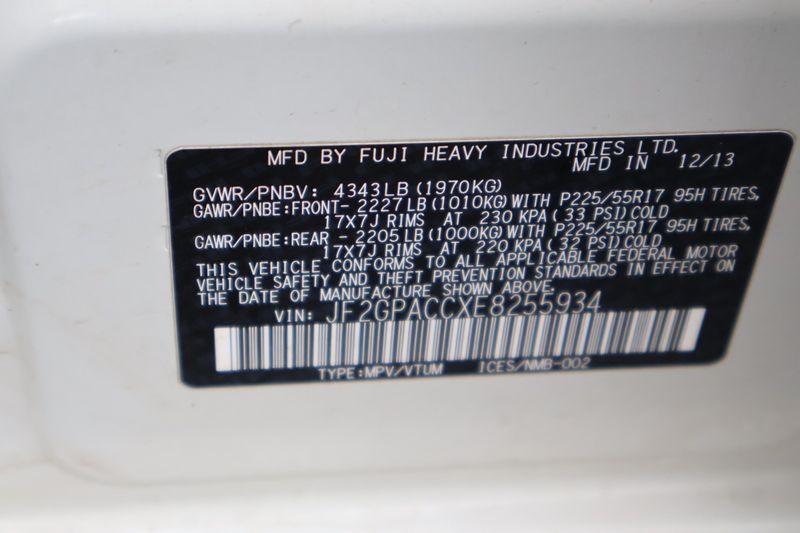 MFD BY FUJI HEAVY INDUSTRIES LTD.
MFD IN 12/13
GVWR/PNBV: 4343LB (1970KG)
GAWR/PNBE:FRONT- 2227LB (1010KG)WITH P225/55R17 95H TIRES,
17X7J RIMS AT 230 KPA (33 PSI)COLD
GAWR/PNBE:REAR - 2205LB (1000KG)WITH P225/55R17 95H TIRES,
17X7J RIMS AT 220 KPA (32 PSI)COLD
THIS VEHICLE CONFORMS TO ALL APPLICABLE FEDERAL MOTOR
VEHICLE SAFETY AND THEFT PREVENTION STANDARDS IN EFFECT ON
THE DATE OF MANUFACTURE SHOWN ABOVE.
VIN: JF2GPACCXE8255934
TYPE:MPV/VTUM ICES/NMB-002